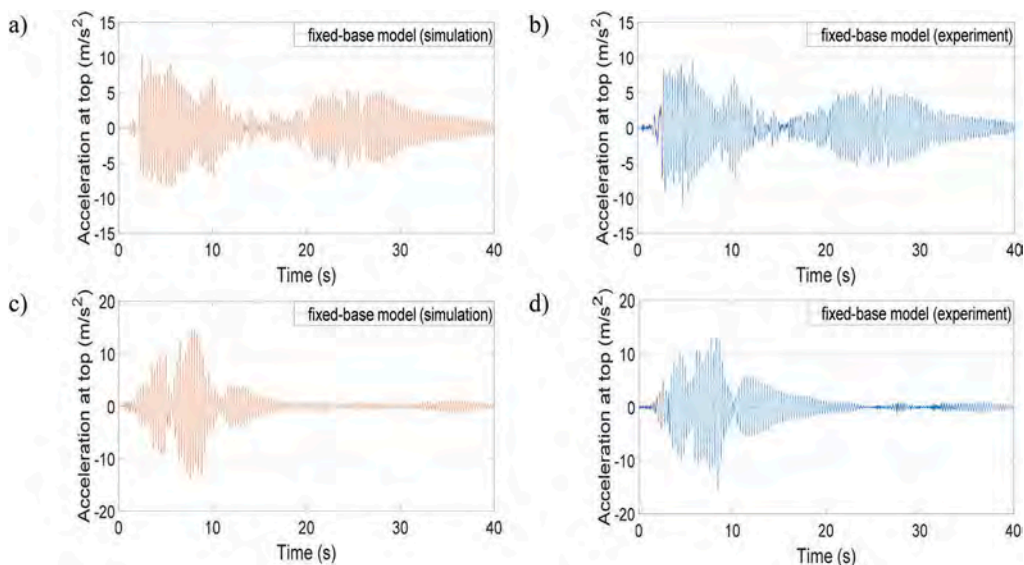 a)
fixed-base model (simulation)
Acceleration at top (m/s²)
15
10
5
0
-5
-10
-15
0 10 20 30 40
Time (s)
b)
fixed-base model (experiment)
Acceleration at top (m/s²)
15
10
5
0
-5
-10
-15
0 10 20 30 40
Time (s)
c)
fixed-base model (simulation)
Acceleration at top (m/s²)
20
10
0
-10
-20
0 10 20 30 40
Time (s)
d)
fixed-base model (experiment)
Acceleration at top (m/s²)
20
10
0
-10
-20
0 10 20 30 40
Time (s)